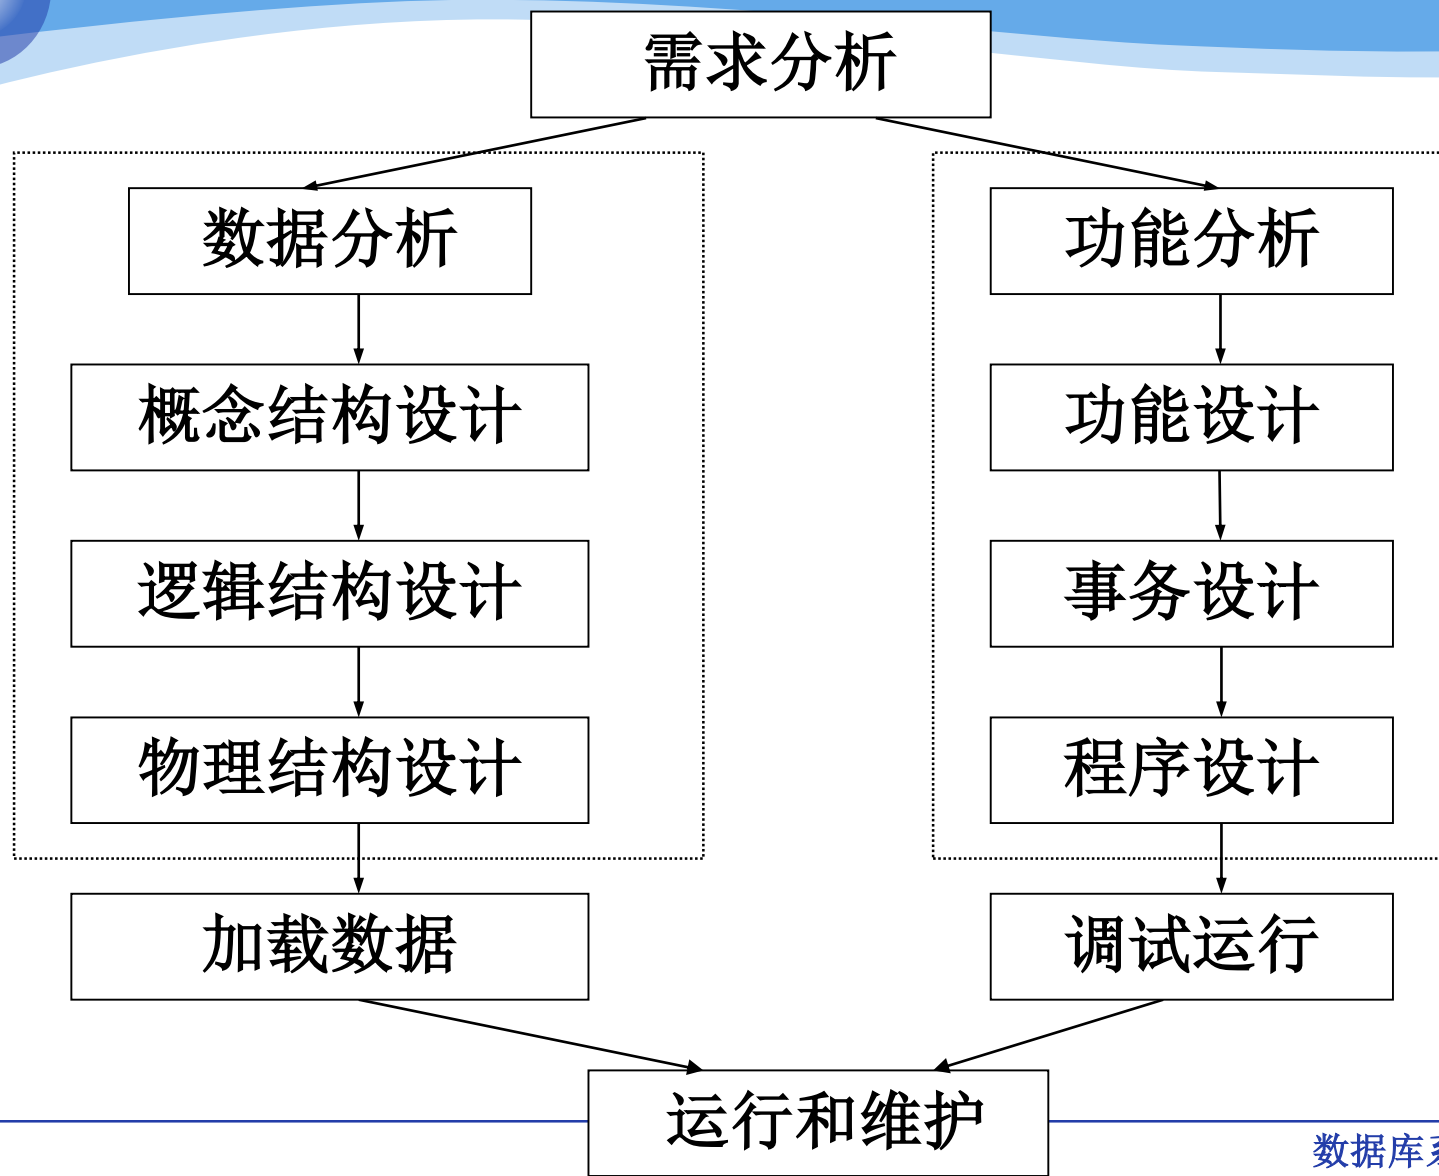 需求分析
数据分析
功能分析
概念结构设计
功能设计
逻辑结构设计
事务设计
物理结构设计
程序设计
加载数据
调试运行
运行和维护
数据库系